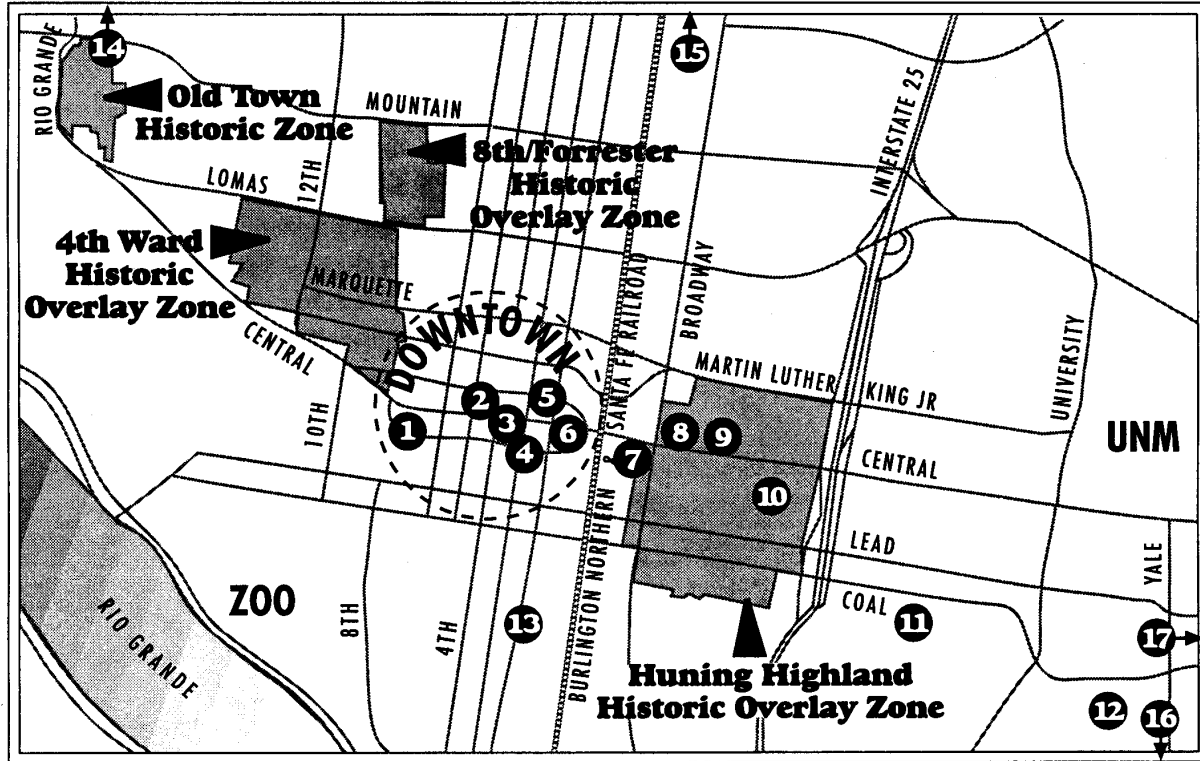 14
15
RIO GRANDE
Old Town
Historic Zone
MOUNTAIN
INTERSTATE 25
12TH
8th/Forrester
Historic
Overlay Zone
LOMAS
4th Ward
Historic
Overlay Zone
MARQUETTE
SANTA FE RAILROAD
BROADWAY
CENTRAL
DOWNTOWN
MARTIN LUTHER KING JR
UNIVERSITY
10TH
1
2
3
4
5
6
7
8
9
UNM
CENTRAL
10
LEAD
YALE
ZOO
COAL
11
RIO GRANDE
8TH
4TH
13
BURLINGTON NORTHERN
17
Huning Highland
Historic Overlay Zone
12
16